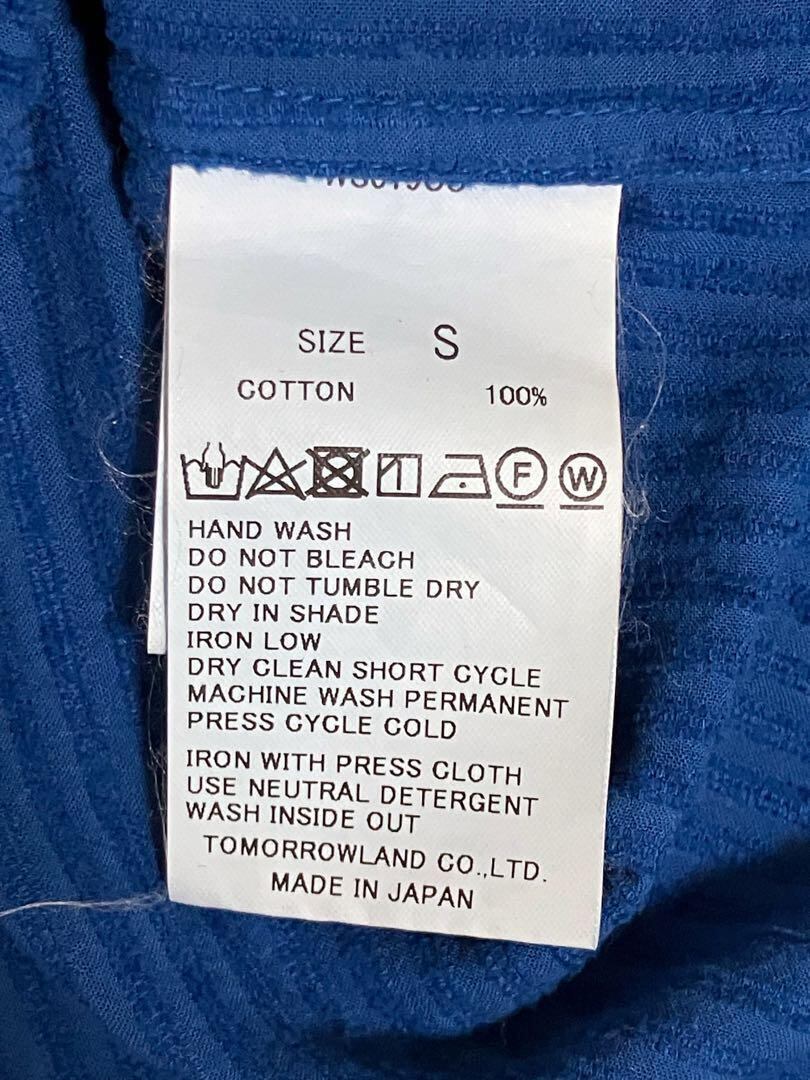 SIZE S
COTTON 100%
F W
HAND WASH
DO NOT BLEACH
DO NOT TUMBLE DRY
DRY IN SHADE
IRON LOW
DRY CLEAN SHORT CYCLE
MACHINE WASH PERMANENT
PRESS CYCLE COLD
IRON WITH PRESS CLOTH
USE NEUTRAL DETERGENT
WASH INSIDE OUT
TOMORROWLAND CO.,LTD.
MADE IN JAPAN